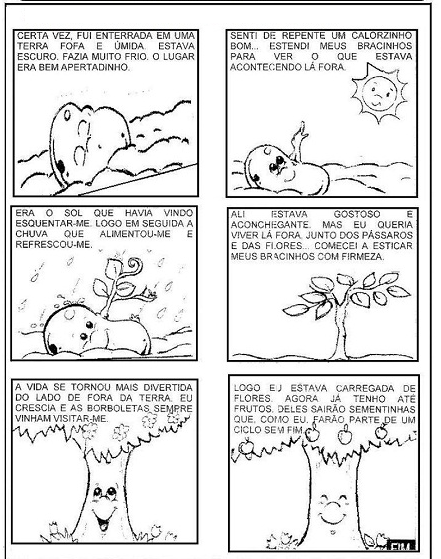 CERTA VEZ, FUI ENTERRADA EM UMA
TERRA FOFA E ÚMIDA. ESTAVA
ESCURO. FAZIA MUITO FRIO. O LUGAR
ERA BEM APERTADINHO.
SENTI DE REPENTE UM CALORZINHO
BOM... ESTENDI MEUS BRACINHOS
PARA VER O QUE ESTAVA
ACONTECENDO LÁ FORA.
ERA O SOL QUE HAVIA VINDO
ESQUENTAR-ME. LOGO EM SEGUIDA A
CHUVA QUE ALIMENTOU-ME E
REFRESCOU-ME.
ALI ESTAVA GOSTOSO E
ACONCHEGANTE. MAS EU QUERIA
VIVER LÁ FORA, JUNTO DOS PÁSSAROS
E DAS FLORES... COMECEI A ESTICAR
MEUS BRACINHOS COM FIRMEZA.
A VIDA SE TORNOU MAIS DIVERTIDA
DO LADO DE FORA DA TERRA. EU
CRESCIA E AS BORBOLETAS SEMPRE
VINHAM VISITAR-ME.
LOGO EU ESTAVA CARREGADA DE
FLORES. AGORA JÁ TENHO ATÉ
FRUTOS. DELES SAIRÃO SEMENTINHAS
QUE, COMO EU, FARÃO PARTE DE UM
CICLO SEM FIM.